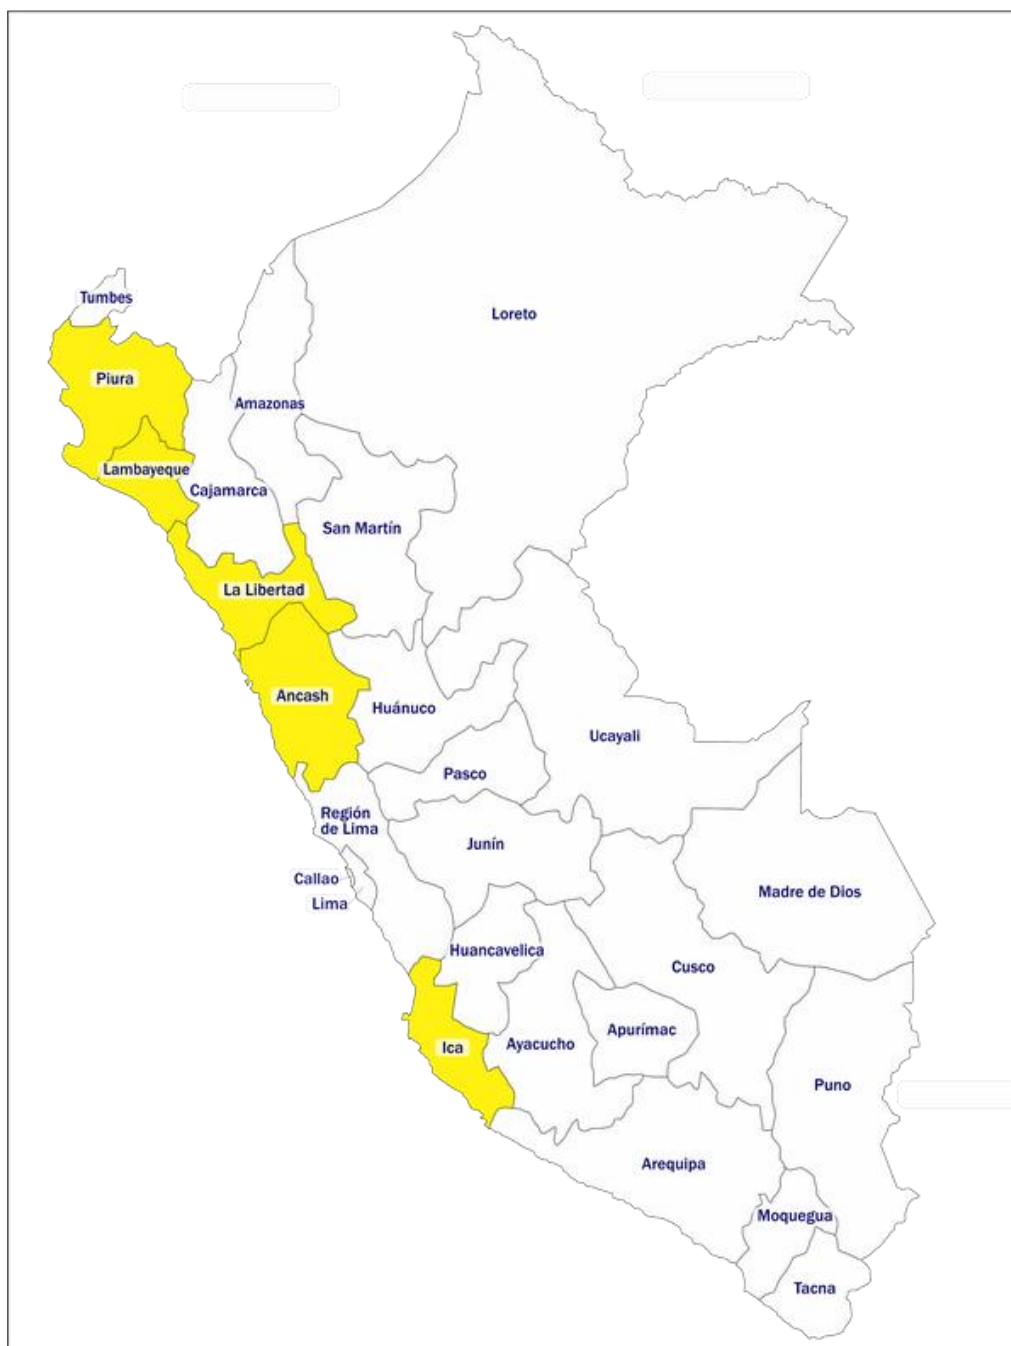 Loreto
Tumbes
Piura
Amazonas
Lambayeque
Cajamarca
San Martín
La Libertad
Ancash
Huánuco
Ucayali
Pasco
Región
de Lima
Junín
Callao
Lima
Madre de Dios
Huancavelica
Cusco
Apurímac
Ica
Ayacucho
Puno
Arequipa
Moquegua
Tacna